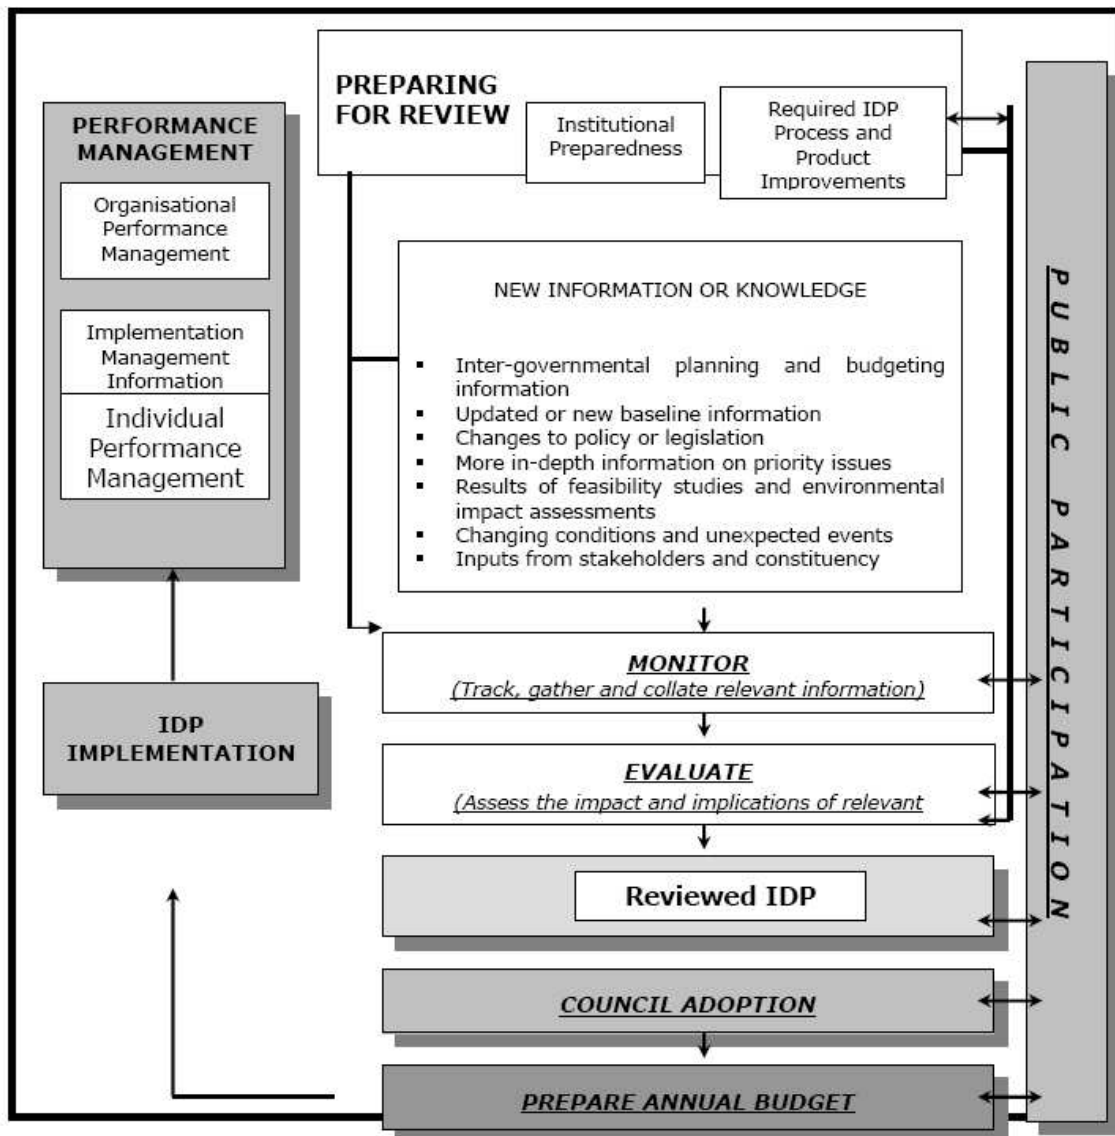 PREPARING
FOR REVIEW
Institutional
Preparedness
Required IDP
Process and
Product
Improvements
PERFORMANCE
MANAGEMENT
Organisational
Performance
Management
Implementation
Management
Information
Individual
Performance
Management
NEW INFORMATION OR KNOWLEDGE
▪ Inter-governmental planning and budgeting
information
▪ Updated or new baseline information
▪ Changes to policy or legislation
▪ More in-depth information on priority issues
▪ Results of feasibility studies and environmental
impact assessments
▪ Changing conditions and unexpected events
▪ Inputs from stakeholders and constituency
MONITOR
(Track, gather and collate relevant information)
IDP
IMPLEMENTATION
EVALUATE
(Assess the impact and implications of relevant
Reviewed IDP
COUNCIL ADOPTION
PREPARE ANNUAL BUDGET
PUBLIC PARTICIPATION